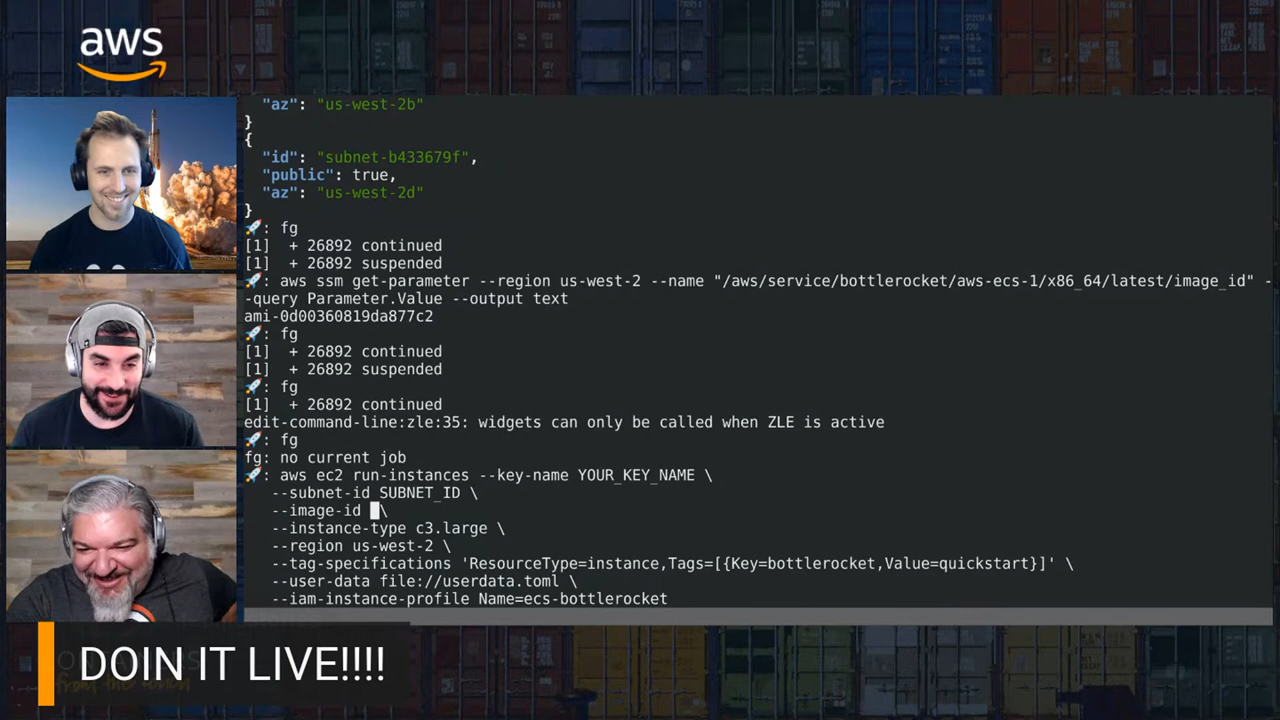 aws
"az": "us-west-2b"
}
{
"id": "subnet-b433679f",
"public": true,
"az": "us-west-2d"
}
🚀: fg
[1]  + 26892 continued
[1]  + 26892 suspended
🚀: aws ssm get-parameter --region us-west-2 --name "/aws/service/bottlerocket/aws-ecs-1/x86_64/latest/image_id" -
-query Parameter.Value --output text
ami-0d00360819da877c2
🚀: fg
[1]  + 26892 continued
[1]  + 26892 suspended
🚀: fg
[1]  + 26892 continued
edit-command-line:zle:35: widgets can only be called when ZLE is active
🚀: fg
fg: no current job
🚀: aws ec2 run-instances --key-name YOUR_KEY_NAME \
--subnet-id SUBNET_ID \
--image-id \
--instance-type c3.large \
--region us-west-2 \
--tag-specifications 'ResourceType=instance,Tags=[{Key=bottlerocket,Value=quickstart}]' \
--user-data file://userdata.toml \
--iam-instance-profile Name=ecs-bottlerocket
DOIN IT LIVE!!!!